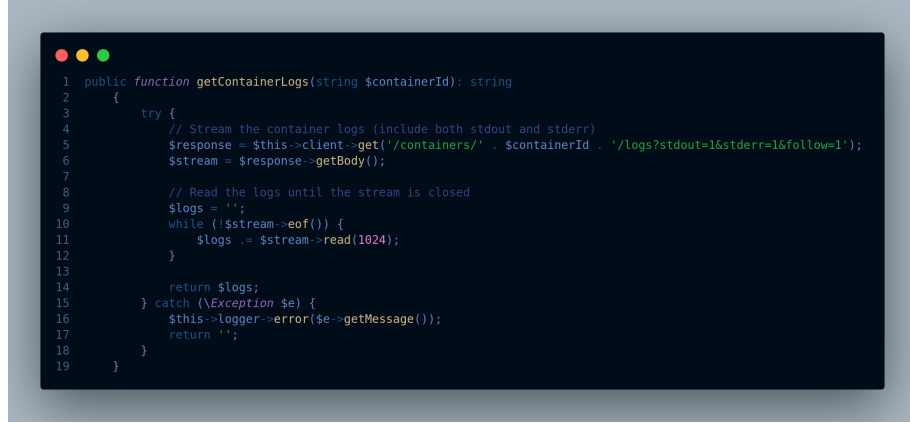 1 public function getContainerLogs(string $containerId): string
2 {
3 try {
4 // Stream the container logs (include both stdout and stderr)
5 $response = $this->client->get('/containers/' . $containerId . '/logs?stdout=1&stderr=1&follow=1');
6 $stream = $response->getBody();
7
8 // Read the logs until the stream is closed
9 $logs = '';
10 while (!$stream->eof()) {
11 $logs .= $stream->read(1024);
12 }
13
14 return $logs;
15 } catch (\Exception $e) {
16 $this->logger->error($e->getMessage());
17 return '';
18 }
19 }